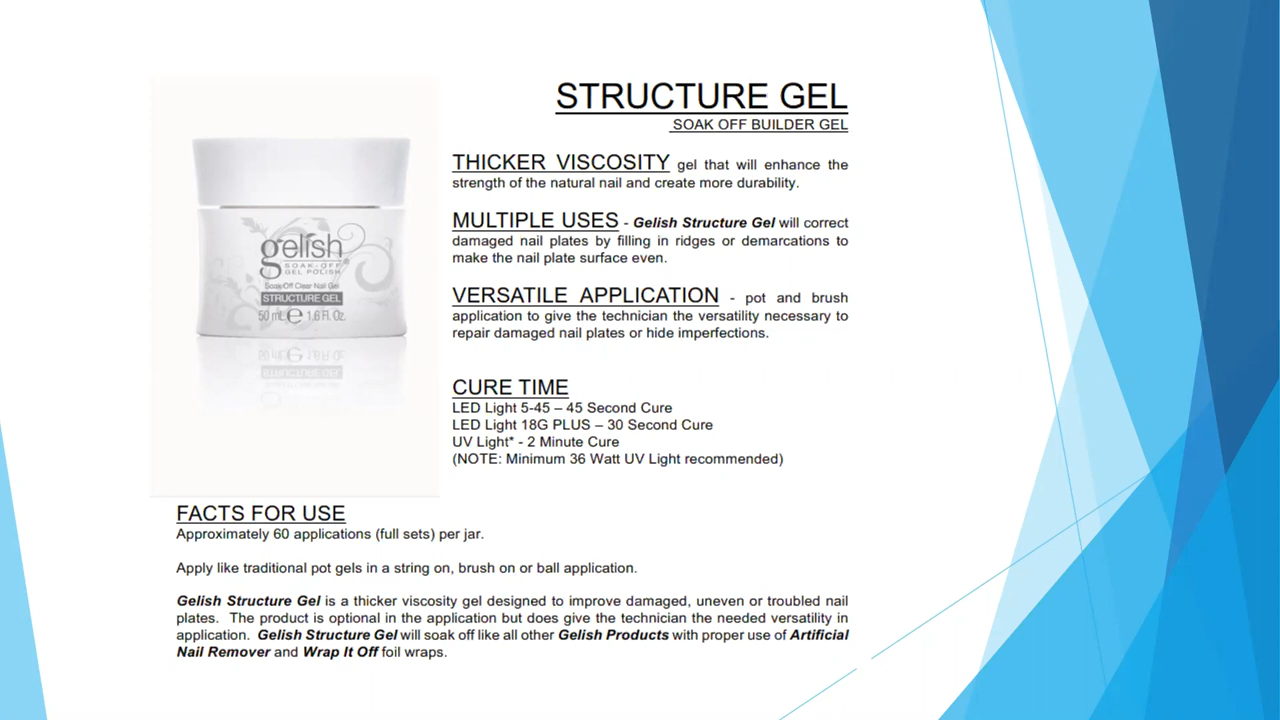 STRUCTURE GEL
SOAK OFF BUILDER GEL
THICKER VISCOSITY gel that will enhance the
strength of the natural nail and create more durability.
MULTIPLE USES - Gelish Structure Gel will correct
damaged nail plates by filling in ridges or demarcations to
make the nail plate surface even.
VERSATILE APPLICATION - pot and brush
application to give the technician the versatility necessary to
repair damaged nail plates or hide imperfections.
CURE TIME
LED Light 5-45 – 45 Second Cure
LED Light 18G PLUS – 30 Second Cure
UV Light* - 2 Minute Cure
(NOTE: Minimum 36 Watt UV Light recommended)
gelish
SOAK-OFF
GEL POLISH
Soak Off Clear Nail Gel
STRUCTURE GEL
50 mL e 1.6 Fl. Oz.
FACTS FOR USE
Approximately 60 applications (full sets) per jar.
Apply like traditional pot gels in a string on, brush on or ball application.
Gelish Structure Gel is a thicker viscosity gel designed to improve damaged, uneven or troubled nail
plates. The product is optional in the application but does give the technician the needed versatility in
application. Gelish Structure Gel will soak off like all other Gelish Products with proper use of Artificial
Nail Remover and Wrap It Off foil wraps.